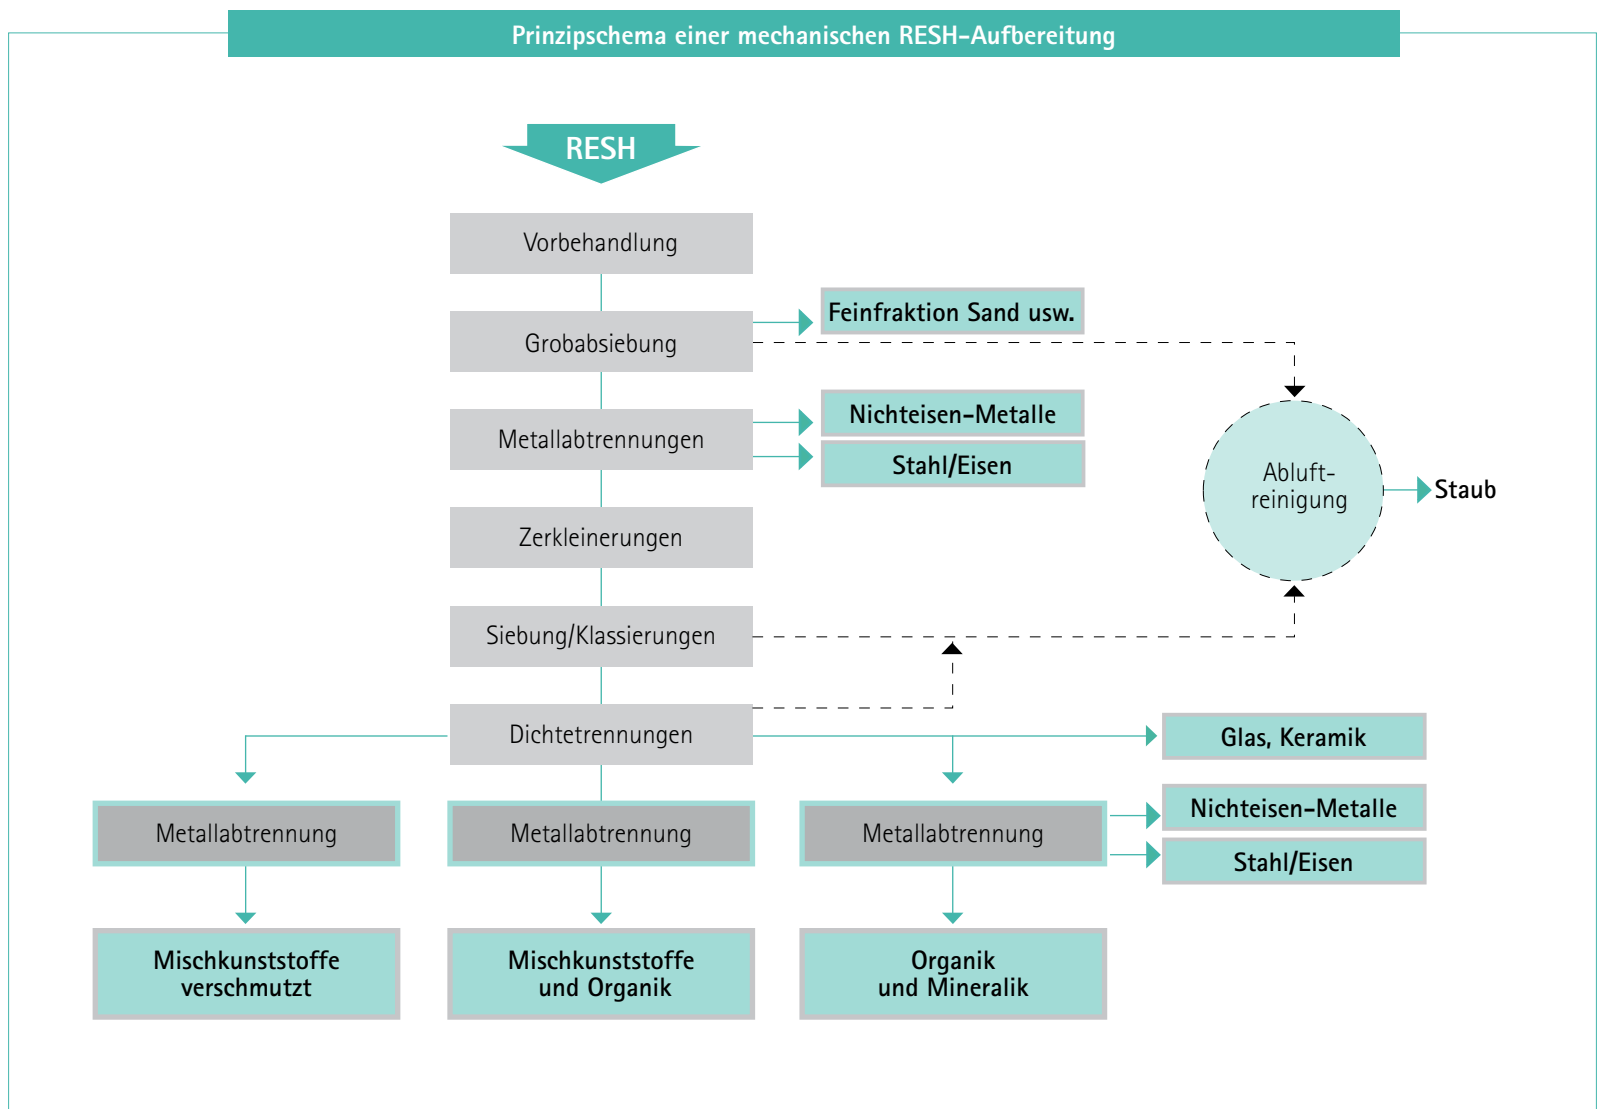 Prinzipschema einer mechanischen RESH-Aufbereitung
RESH
Vorbehandlung
Grobabsiebung
Feinfraktion Sand usw.
Metallabtrennungen
Nichteisen-Metalle
Stahl/Eisen
Abluft-
reinigung
Staub
Zerkleinerungen
Siebung/Klassierungen
Dichtetrennungen
Glas, Keramik
Metallabtrennung
Metallabtrennung
Metallabtrennung
Nichteisen-Metalle
Stahl/Eisen
Mischkunststoffe
verschmutzt
Mischkunststoffe
und Organik
Organik
und Mineralik